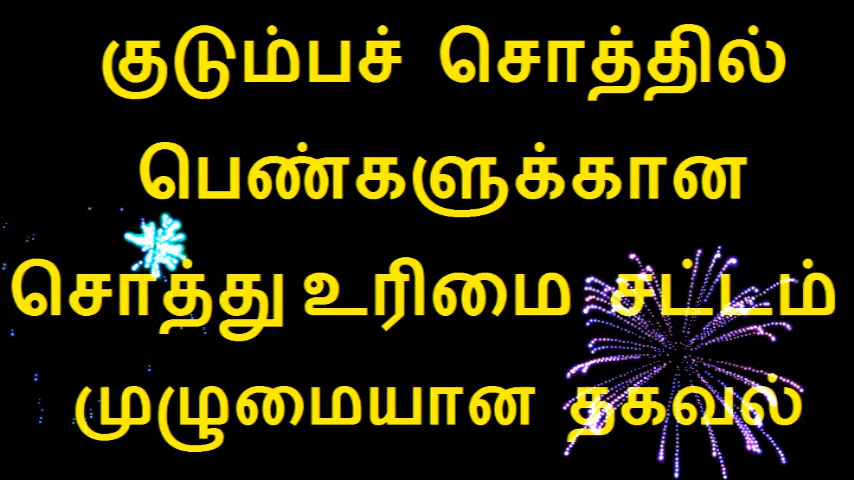 குடும்பச் சொத்தில்
பெண்களுக்கான
சொத்து உரிமை சட்டம்
முழுமையான தகவல்